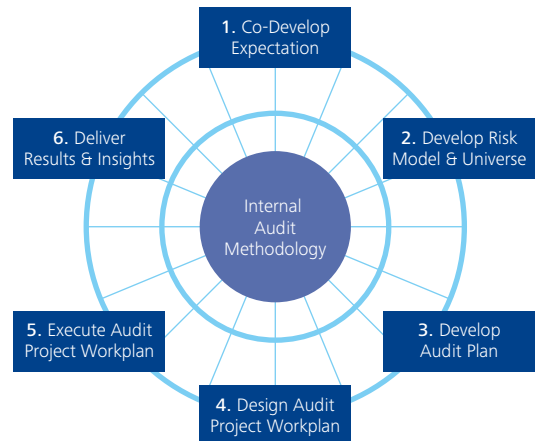 1. Co-Develop
Expectation
2. Develop Risk
Model & Universe
3. Develop
Audit Plan
4. Design Audit
Project Workplan
5. Execute Audit
Project Workplan
6. Deliver
Results & Insights
Internal
Audit
Methodology